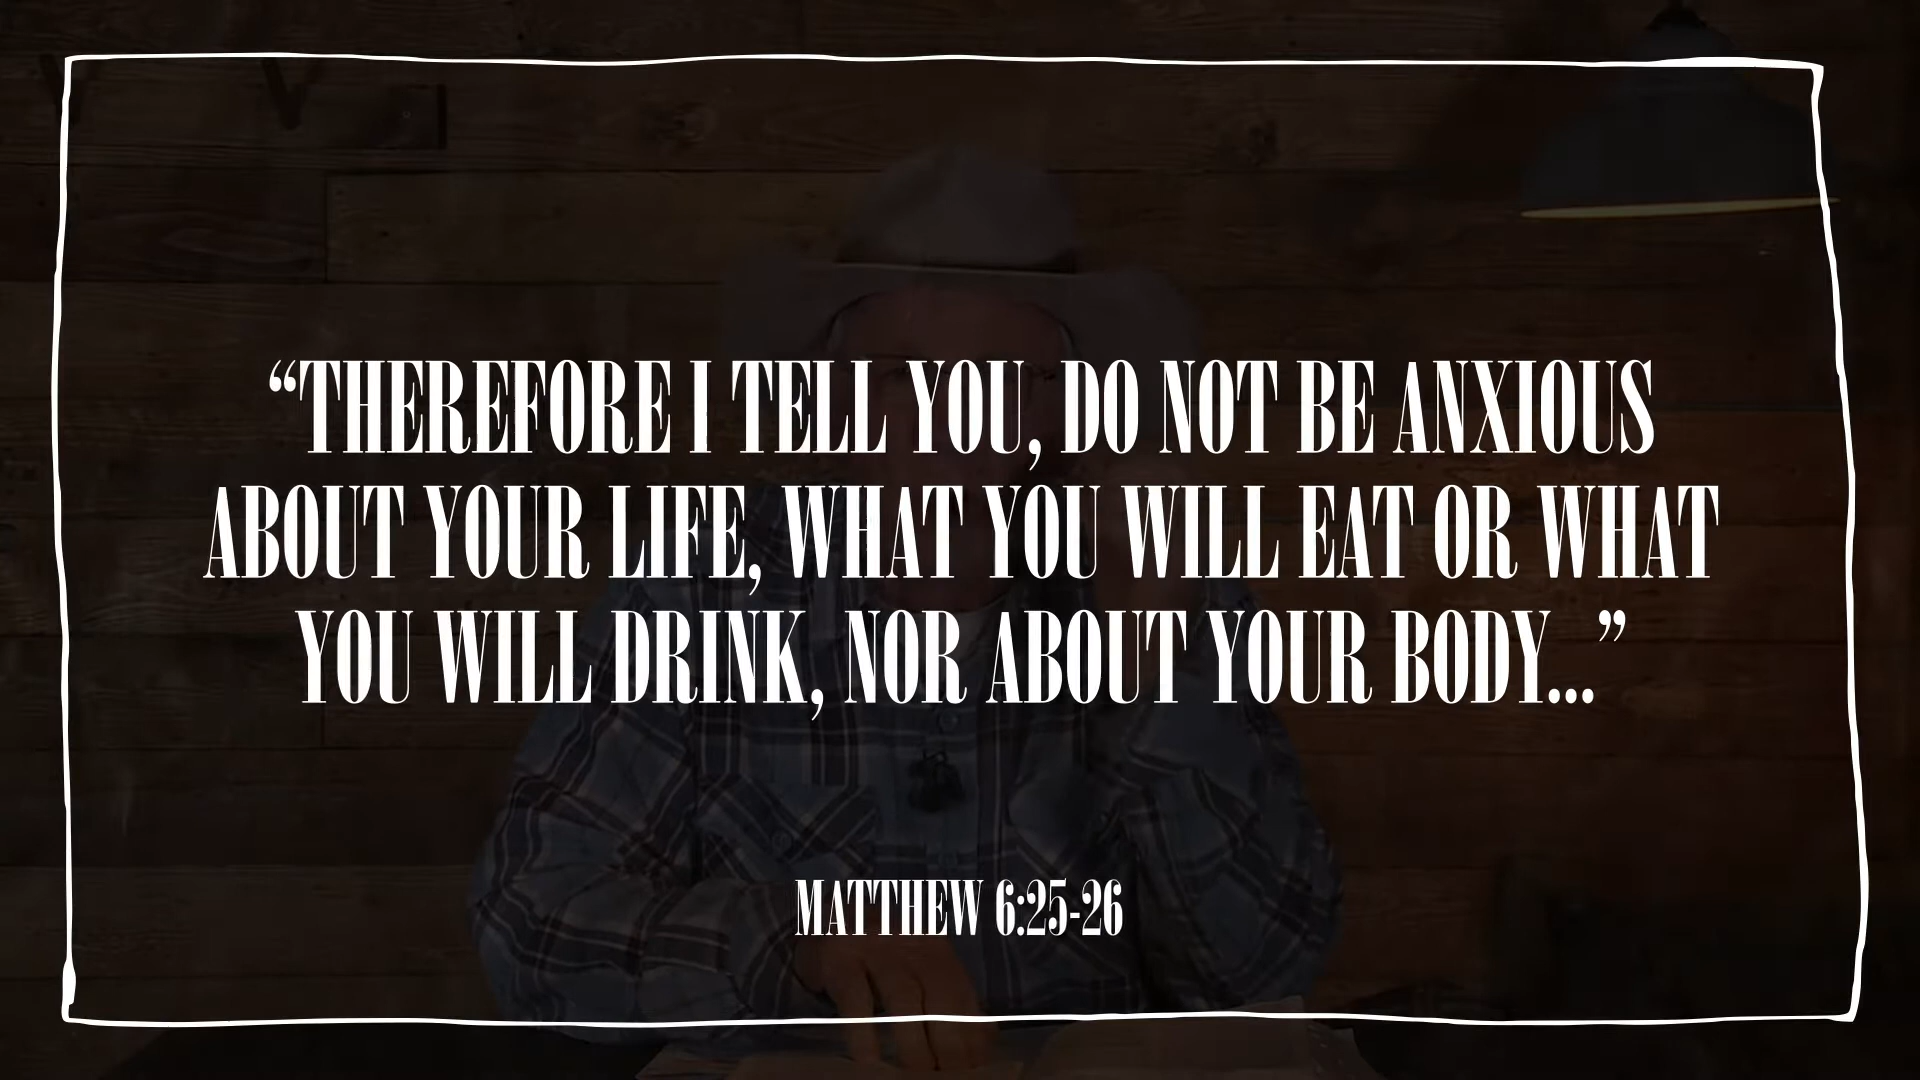 “THEREFORE I TELL YOU, DO NOT BE ANXIOUS
ABOUT YOUR LIFE, WHAT YOU WILL EAT OR WHAT
YOU WILL DRINK, NOR ABOUT YOUR BODY...”
MATTHEW 6:25-26